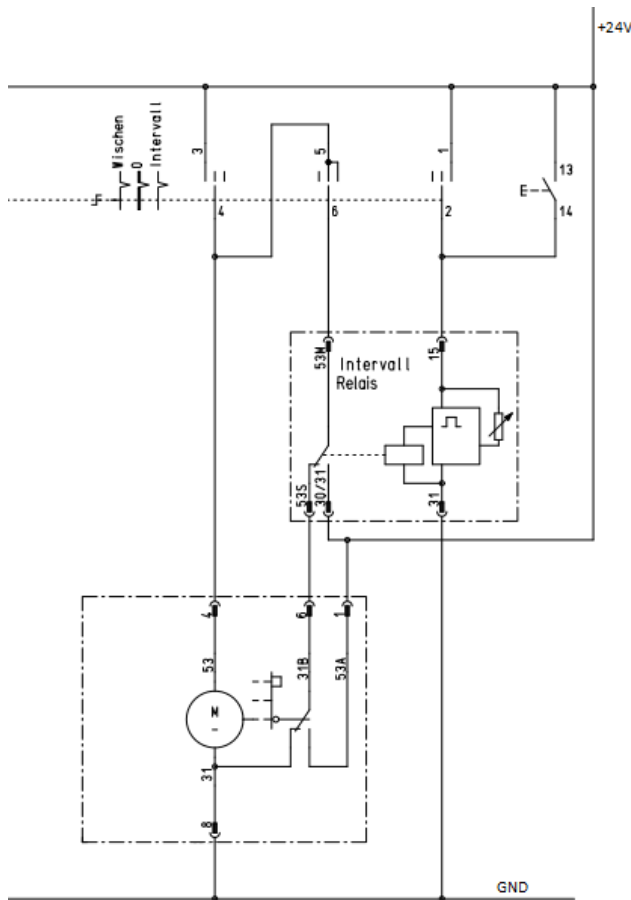 +24V
Wischen
0
Intervall
3
5
1
13
E
4
6
2
14
53M
15
Intervall
Relais
53S
30/31
31
4
6
1
53
31B
53A
M
31
8
GND